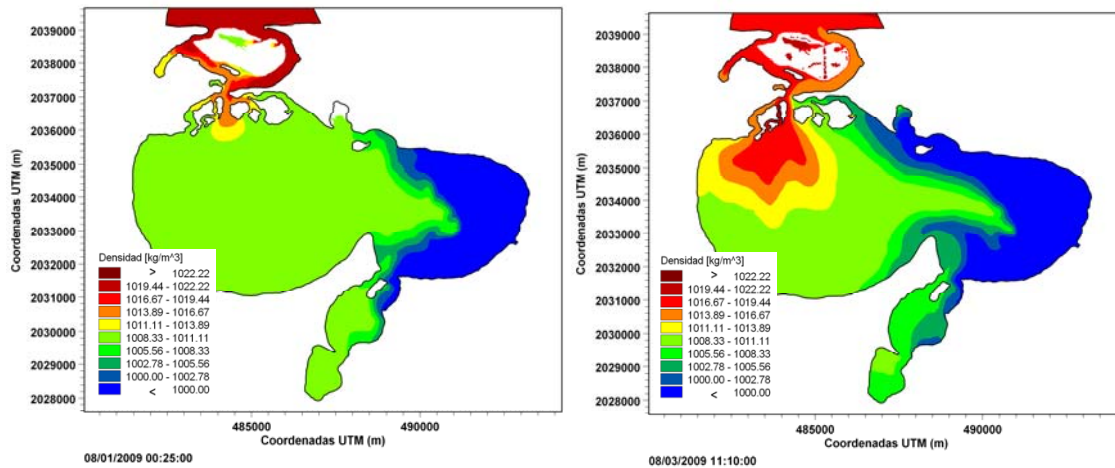 2039000
2038000
2037000
2036000
2035000
2034000
2033000
2032000
2031000
2030000
2029000
2028000
Coordenadas UTM (m)
Densidad [kg/m^3]
> 1022.22
1019.44 - 1022.22
1016.67 - 1019.44
1013.89 - 1016.67
1011.11 - 1013.89
1008.33 - 1011.11
1005.56 - 1008.33
1002.78 - 1005.56
1000.00 - 1002.78
< 1000.00
485000 490000
Coordenadas UTM (m)
08/01/2009 00:25:00
2039000
2038000
2037000
2036000
2035000
2034000
2033000
2032000
2031000
2030000
2029000
2028000
Coordenadas UTM (m)
Densidad [kg/m^3]
> 1022.22
1019.44 - 1022.22
1016.67 - 1019.44
1013.89 - 1016.67
1011.11 - 1013.89
1008.33 - 1011.11
1005.56 - 1008.33
1002.78 - 1005.56
1000.00 - 1002.78
< 1000.00
485000 490000
Coordenadas UTM (m)
08/03/2009 11:10:00